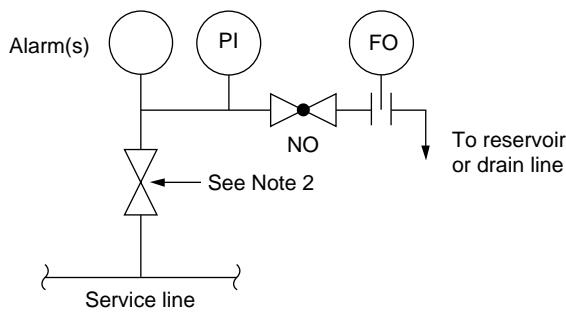 Alarm(s)
PI
FO
NO
To reservoir
or drain line
See Note 2
Service line